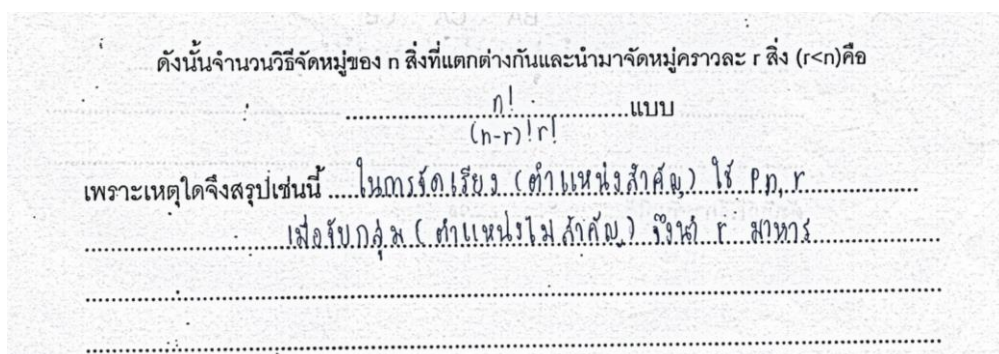 ดังนั้นจำนวนวิธีจัดหมู่ของ n สิ่งที่แตกต่างกันและนำมาจัดหมู่คราวละ r สิ่ง (r<n)คือ
n!
(n-r)!r!
แบบ
เพราะเหตุใดจึงสรุปเช่นนี้ ในการจัดเรียง (ตำแหน่งสำคัญ) ใช้ Pn,r
เมื่อจับกลุ่ม (ตำแหน่งไม่สำคัญ) จึงนำ r มาหาร